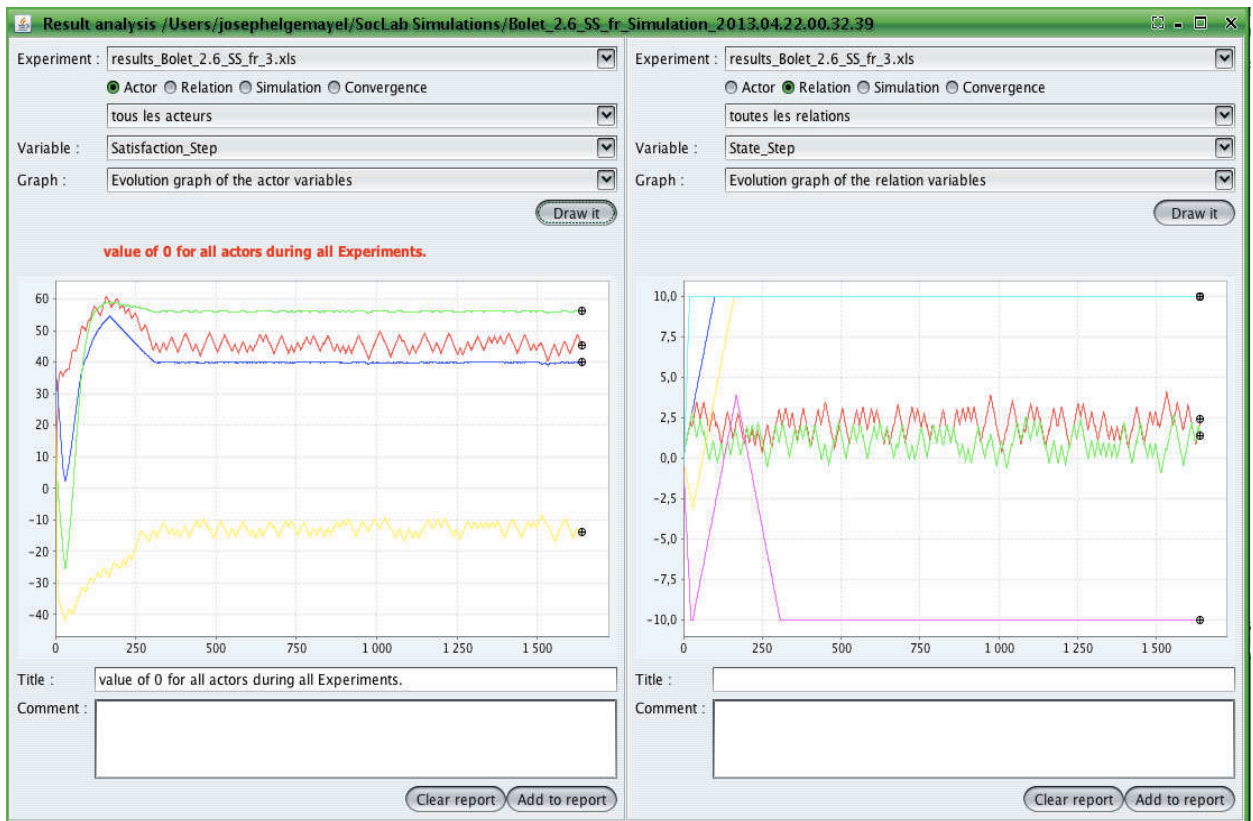 Result analysis /Users/josephelgemayel/SocLab Simulations/Bolet_2.6_SS_fr_Simulation_2013.04.22.00.32.39
Experiment : results_Bolet_2.6_SS_fr_3.xls
Actor Relation Simulation Convergence
tous les acteurs
Variable : Satisfaction_Step
Graph : Evolution graph of the actor variables
Draw it
value of 0 for all actors during all Experiments.
60
50
40
30
20
10
0
-10
-20
-30
-40
0 250 500 750 1 000 1 250 1 500
Title : value of 0 for all actors during all Experiments.
Comment :
Clear report Add to report
Experiment : results_Bolet_2.6_SS_fr_3.xls
Actor Relation Simulation Convergence
toutes les relations
Variable : State_Step
Graph : Evolution graph of the relation variables
Draw it
10,0
7,5
5,0
2,5
0,0
-2,5
-5,0
-7,5
-10,0
0 250 500 750 1 000 1 250 1 500
Title :
Comment :
Clear report Add to report